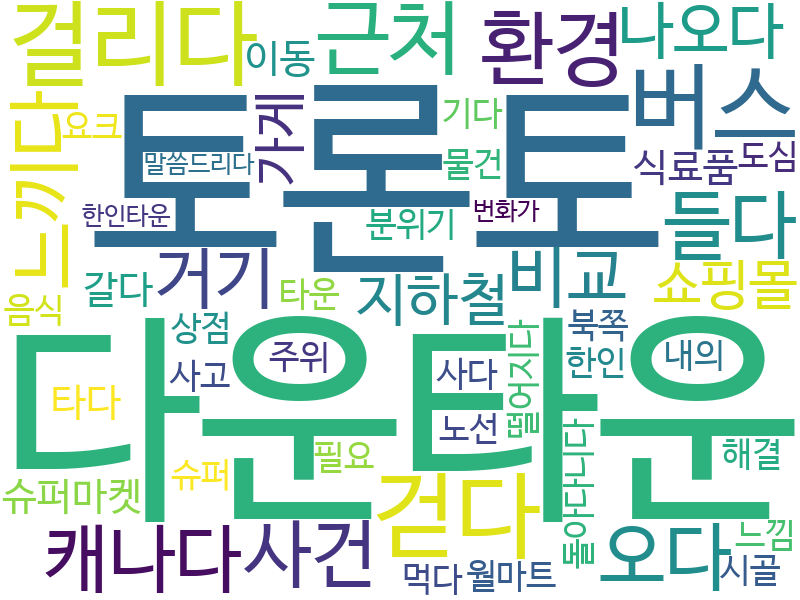 걸리다
이동
근처
환경
나오다
느끼다
요크
토론토
가게
기다
버스
말씀드리다
물건
식료품
도심
한인타운
분위기
번화가
들다
갈다
거기
비교
쇼핑몰
음식
타운
지하철
상점
주위
떨어지다
북쪽
한인
내의
다운타운
사고
사다
타다
노선
필요
돌아다니다
해결
슈퍼마켓
슈퍼
걷다
느낌
캐나다
사건
먹다
월마트
오다
시골